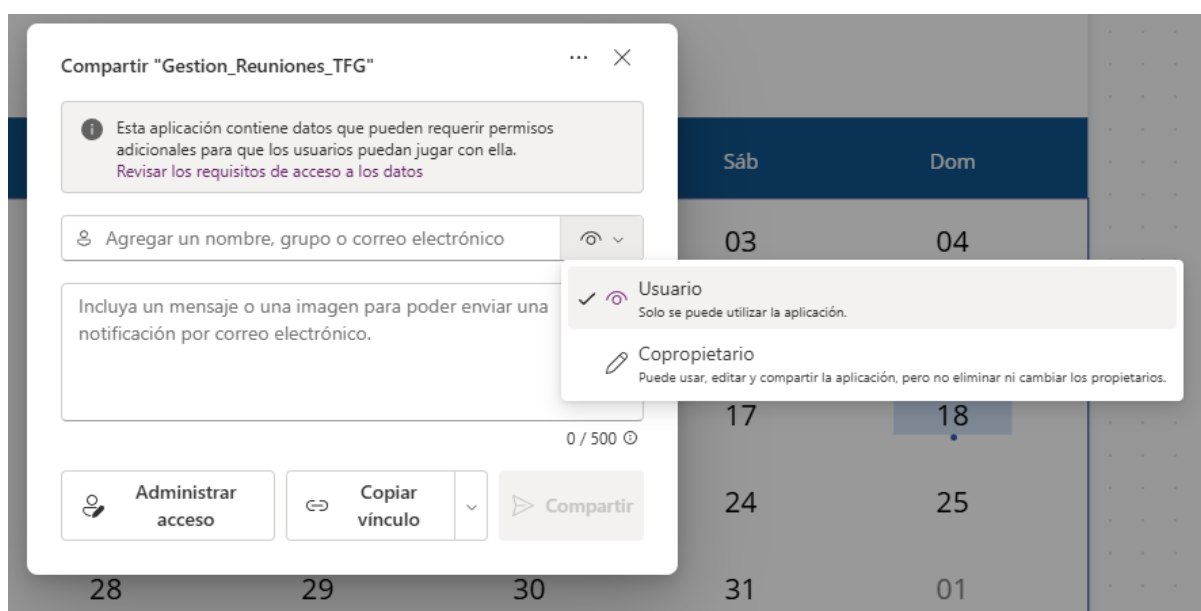 Compartir "Gestion_Reuniones_TFG"
Esta aplicación contiene datos que pueden requerir permisos
adicionales para que los usuarios puedan jugar con ella.
Revisar los requisitos de acceso a los datos
Sáb
Dom
Agregar un nombre, grupo o correo electrónico
03
04
Usuario
Solo se puede utilizar la aplicación.
Incluya un mensaje o una imagen para poder enviar una
notificación por correo electrónico.
Copropietario
Puede usar, editar y compartir la aplicación, pero no eliminar ni cambiar los propietarios.
17
18
0 / 500
Administrar
acceso
Copiar
vínculo
Compartir
24
25
28
29
30
31
01